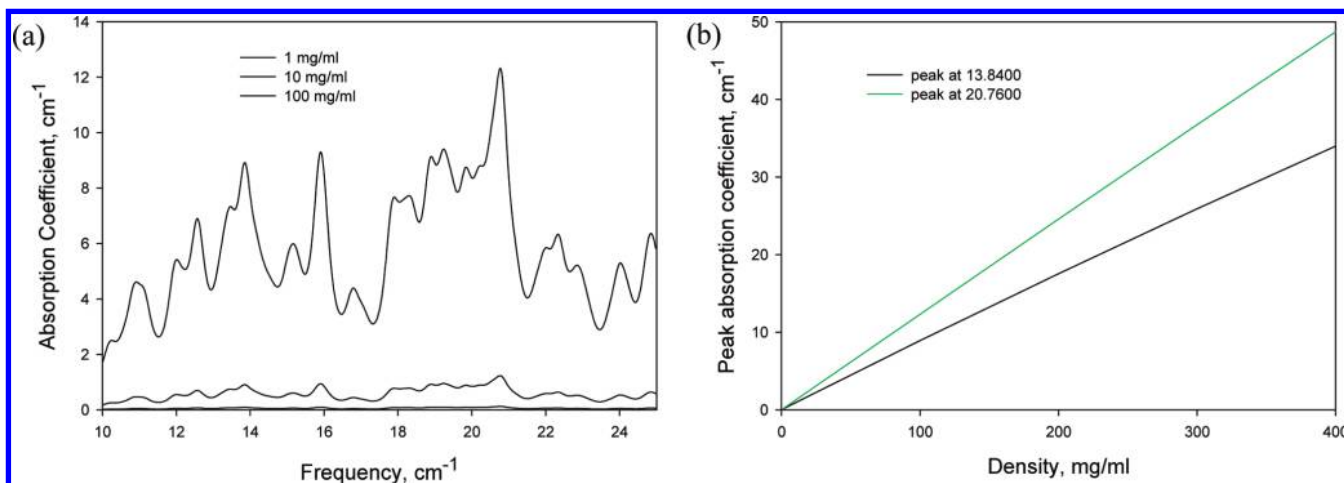 (a)
Absorption Coefficient, cm⁻¹
14
12
10
8
6
4
2
0
1 mg/ml
10 mg/ml
100 mg/ml
10 12 14 16 18 20 22 24
Frequency, cm⁻¹
(b)
Peak absorption coefficient, cm⁻¹
50
40
30
20
10
0
peak at 13.8400
peak at 20.7600
0 100 200 300 400
Density, mg/ml